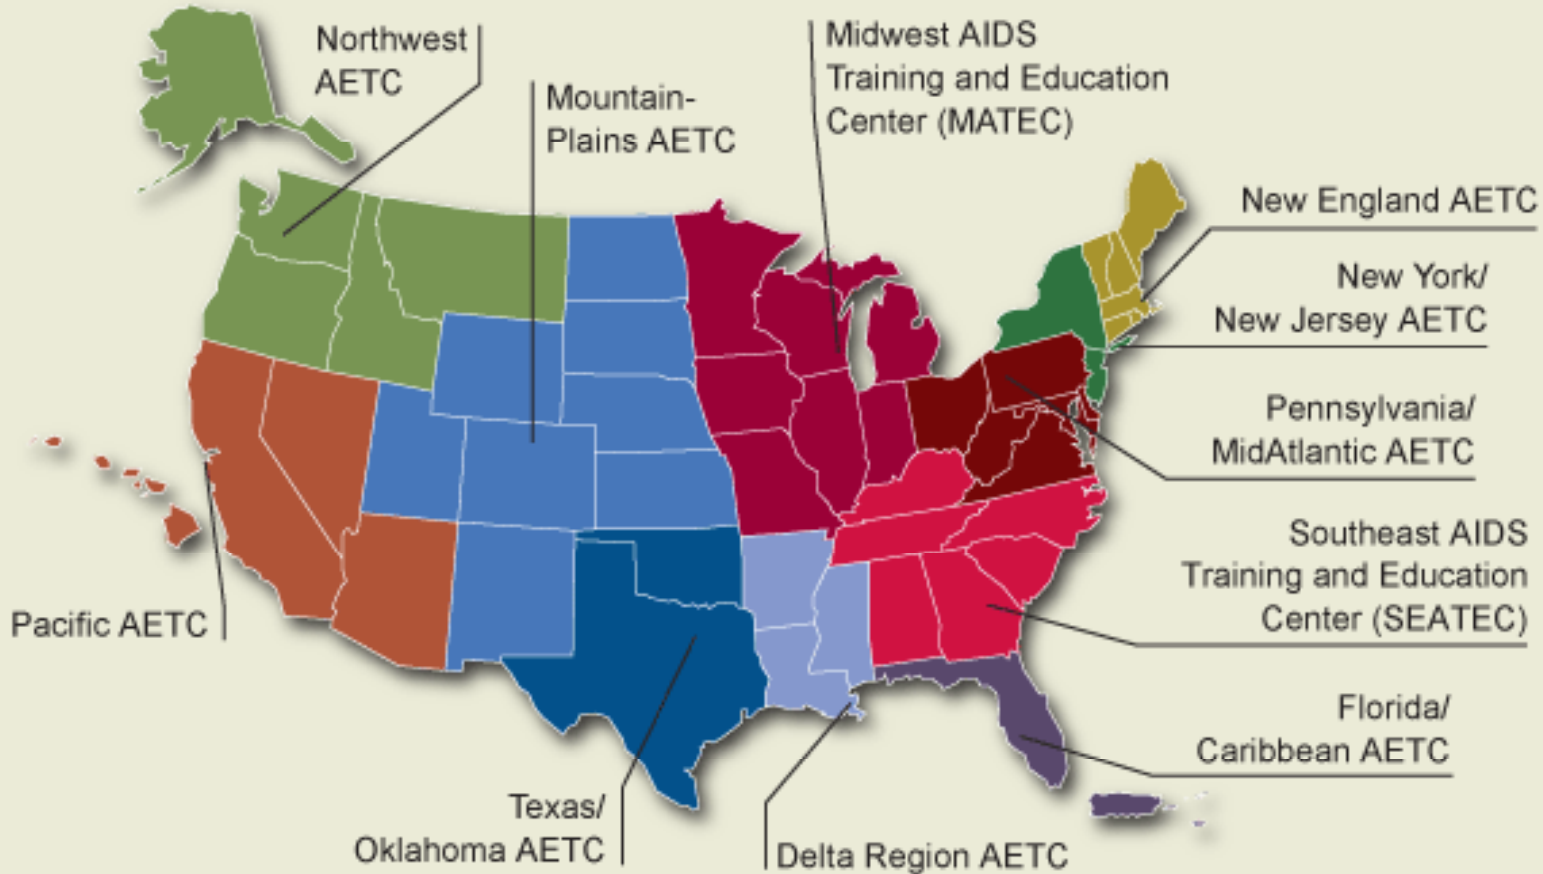 Northwest
AETC
Mountain-
Plains AETC
Midwest AIDS
Training and Education
Center (MATEC)
New England AETC
New York/
New Jersey AETC
Pennsylvania/
MidAtlantic AETC
Southeast AIDS
Training and Education
Center (SEATEC)
Pacific AETC
Florida/
Caribbean AETC
Texas/
Oklahoma AETC
Delta Region AETC